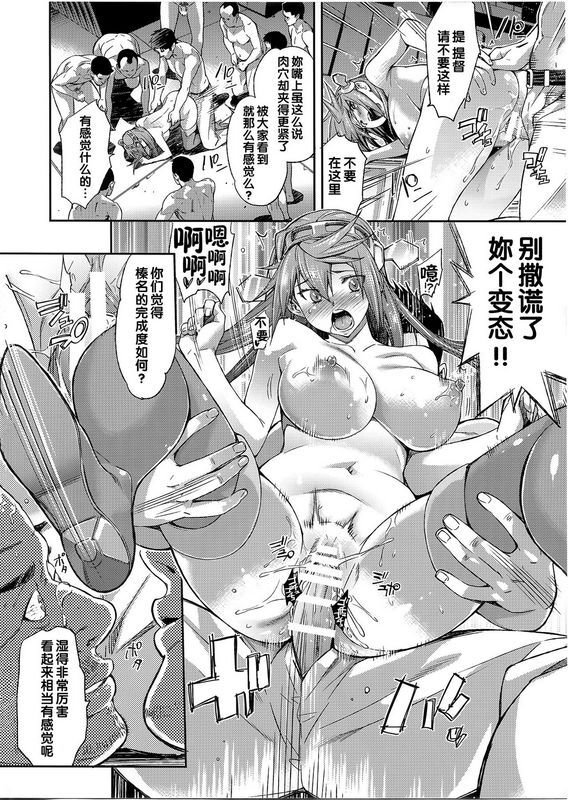 提 提督
请不要这样
不要
在这里
妳嘴上虽这么说
肉穴却夹得更紧了
被大家看到
就那么有感觉么？
有感觉什么的…
别撒谎了
妳个变态!!
噫?
嗯啊啊
啊啊
不要
你们觉得
榛名的完成度如何？
湿得非常厉害
看起来相当有感觉呢
ポタ
ポタ